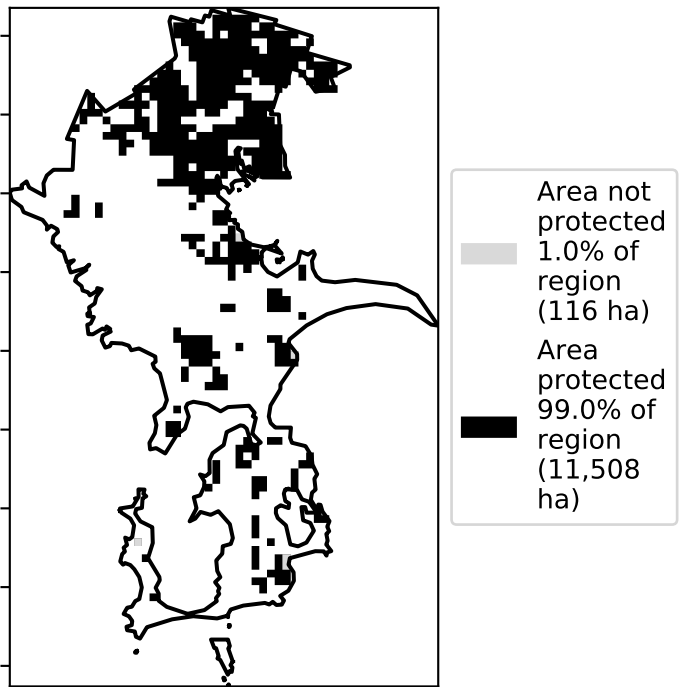 Area not
protected
1.0% of
region
(116 ha)
Area
protected
99.0% of
region
(11,508
ha)